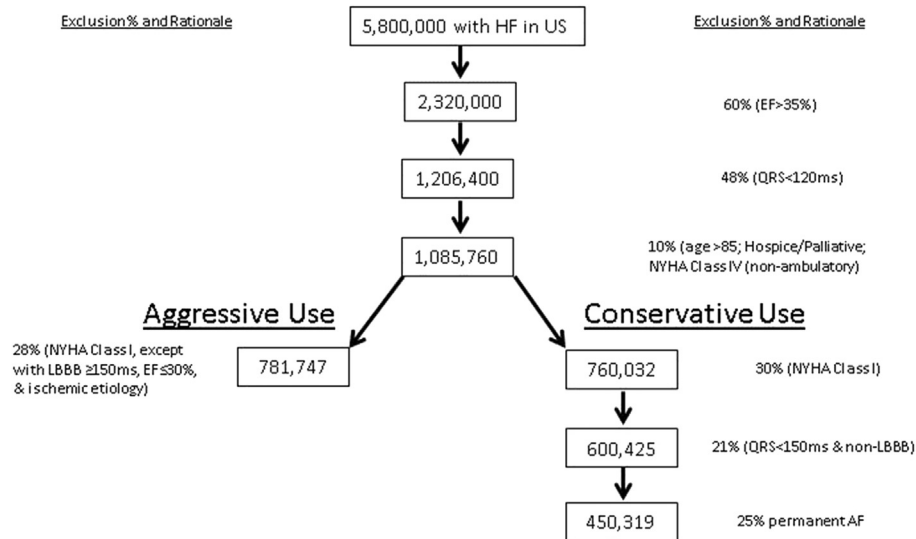 Exclusion% and Rationale
5,800,000 with HF in US
Exclusion% and Rationale
2,320,000
60% (EF>35%)
1,206,400
48% (QRS<120ms)
1,085,760
10% (age >85; Hospice/Palliative;
NYHA Class IV (non-ambulatory)
Aggressive Use
Conservative Use
28% (NYHA Class I, except
with LBBB ≥150ms, EF≤30%,
& ischemic etiology)
781,747
760,032
30% (NYHA Class I)
600,425
21% (QRS<150ms & non-LBBB)
450,319
25% permanent AF